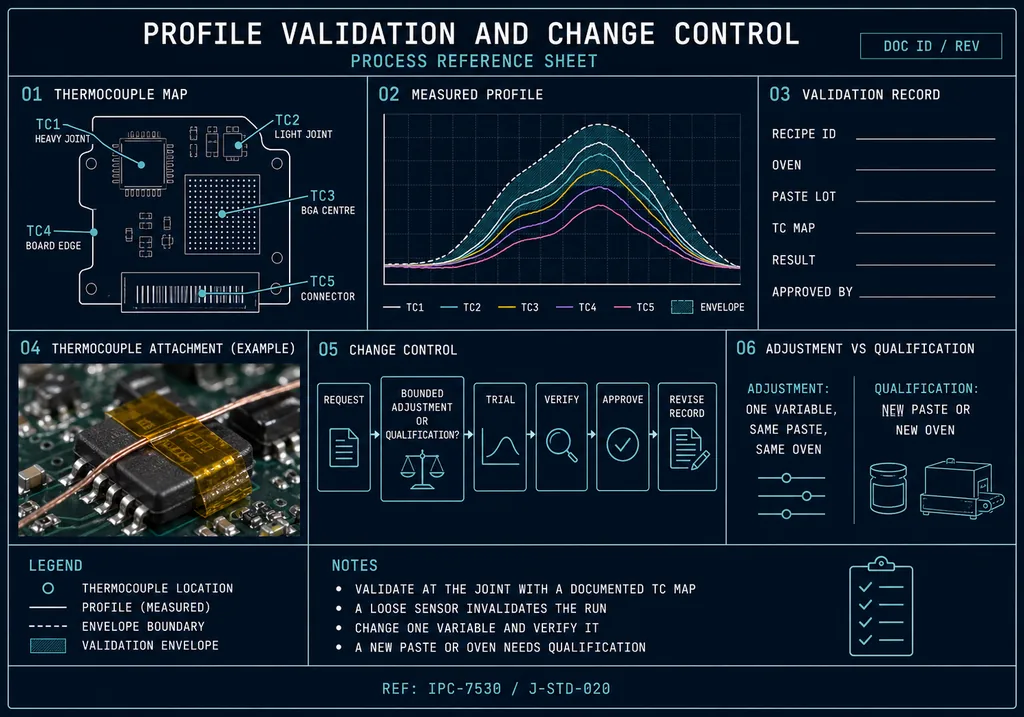 PROFILE VALIDATION AND CHANGE CONTROL
PROCESS REFERENCE SHEET
DOC ID / REV
01 THERMOCOUPLE MAP
TC1
HEAVY JOINT
TC2
LIGHT JOINT
TC3
BGA CENTRE
TC4
BOARD EDGE
TC5
CONNECTOR
02 MEASURED PROFILE
TC1 TC2 TC3 TC4 TC5 ENVELOPE
03 VALIDATION RECORD
RECIPE ID
OVEN
PASTE LOT
TC MAP
RESULT
APPROVED BY
04 THERMOCOUPLE ATTACHMENT (EXAMPLE)
05 CHANGE CONTROL
REQUEST
BOUNDED
ADJUSTMENT
OR
QUALIFICATION?
TRIAL
VERIFY
APPROVE
REVISE
RECORD
06 ADJUSTMENT VS QUALIFICATION
ADJUSTMENT:
ONE VARIABLE,
SAME PASTE,
SAME OVEN
QUALIFICATION:
NEW PASTE OR
NEW OVEN
LEGEND
THERMOCOUPLE LOCATION
PROFILE (MEASURED)
ENVELOPE BOUNDARY
VALIDATION ENVELOPE
NOTES
• VALIDATE AT THE JOINT WITH A DOCUMENTED TC MAP
• A LOOSE SENSOR INVALIDATES THE RUN
• CHANGE ONE VARIABLE AND VERIFY IT
• A NEW PASTE OR OVEN NEEDS QUALIFICATION
REF: IPC-7530 / J-STD-020